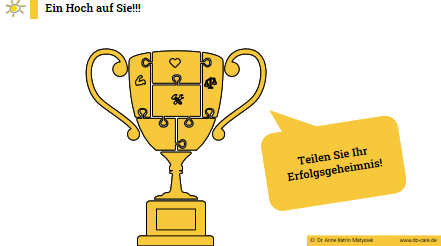 Ein Hoch auf Sie!!!
Teilen Sie Ihr
Erfolgsgeheimnis!
© Dr. Anne Katrin Matyssek www.do-care.de